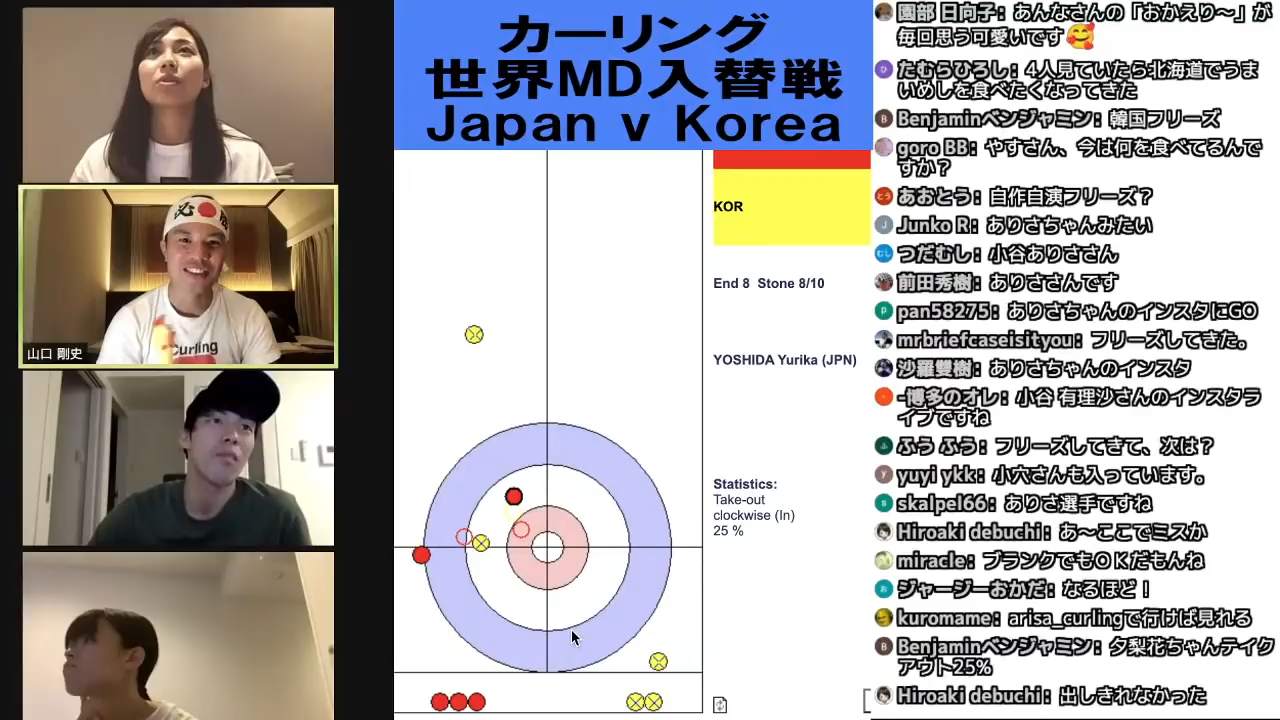 カーリング
世界MD入替戦
Japan v Korea
必 勝
Curling
山口 剛史
KOR
End 8 Stone 8/10
YOSHIDA Yurika (JPN)
Statistics:
Take-out
clockwise (In)
25 %
園部 日向子: あんなさんの「おかえり〜」が
毎回思う可愛いです🥰
たむらひろし: 4人見ていたら北海道でうま
いめしを食べたくなってきた
Benjaminベンジャミン: 韓国フリーズ
goro BB: やすさん、今は何を食べてるんで
すか？
あおとう: 自作自演フリーズ？
Junko R: ありさちゃんみたい
つだむし: 小谷ありささん
前田秀樹: ありささんです
pan58275: ありさちゃんのインスタにGO
mrbriefcaseisityou: フリーズしてきた。
沙羅雙樹: ありさちゃんのインスタ
-博多のオレ: 小谷 有理沙さんのインスタラ
イブですね
ふう ふう: フリーズしてきて、次は？
yuyi ykk: 小穴さんも入っています。
skalpel66: ありさ選手ですね
Hiroaki debuchi: あ〜ここでミスか
miracle: ブランクでもＯＫだもんね
ジャージーおかだ: なるほど！
kuromame: arisa_curlingで行けば見れる
Benjaminベンジャミン: 夕梨花ちゃんテイク
アウト25%
Hiroaki debuchi: 出しきれなかった